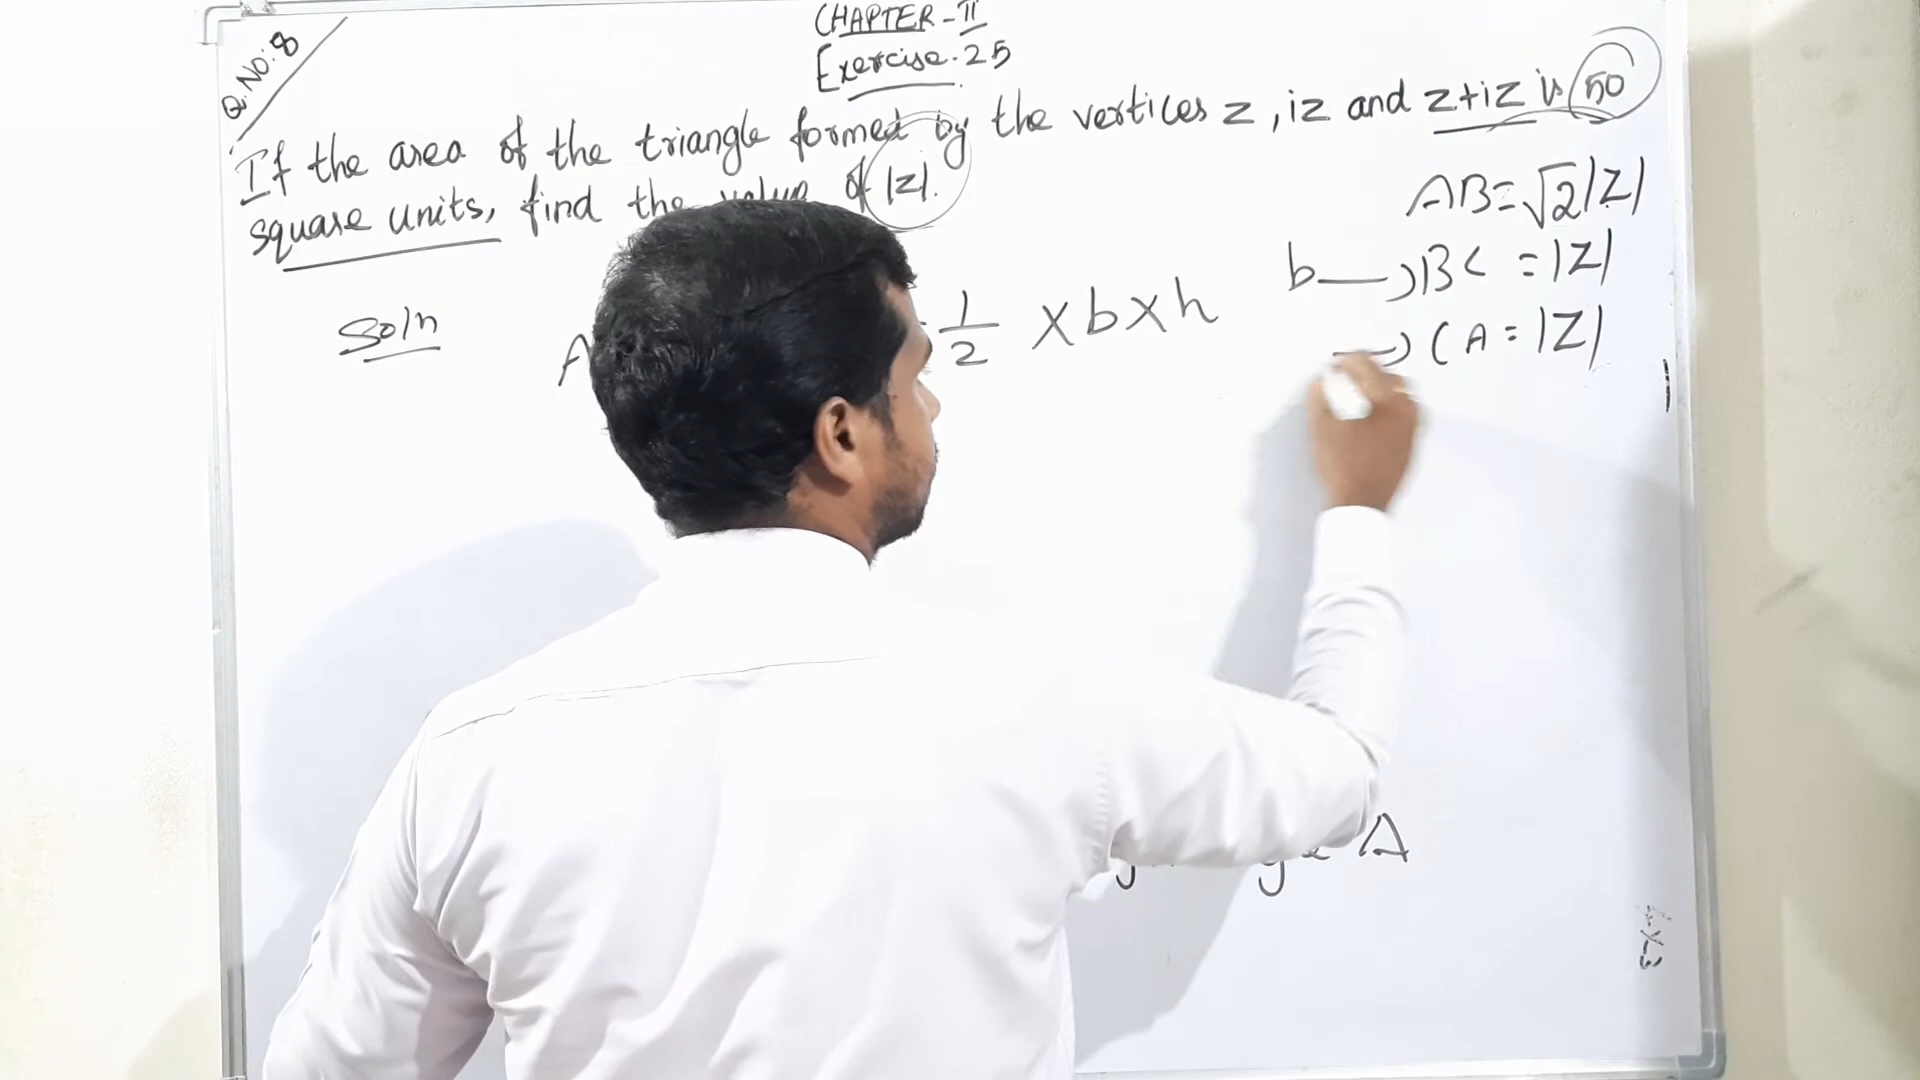 CHAPTER-II
Exercise.25
Q.No:8
If the area of the triangle formed by the vertices z, iz and z+iz is 50
square units, find the value of |z|.
AB=√2|Z|
b→BC =|Z|
→CA=|Z|
Soln
A 1/2 ×b×h
A